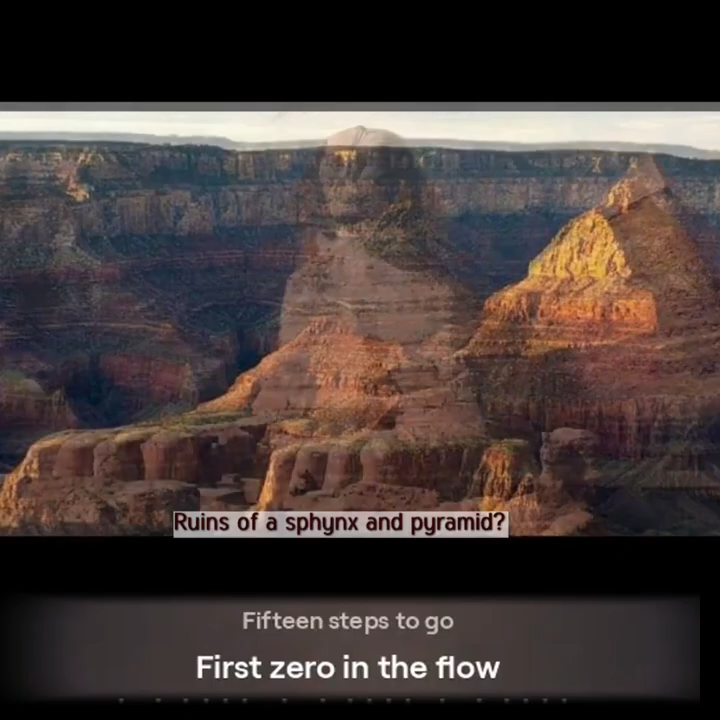 Ruins of a sphynx and pyramid?
Fifteen steps to go
First zero in the flow